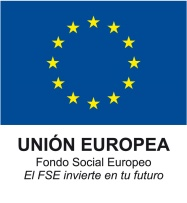 UNIÓN EUROPEA
Fondo Social Europeo
El FSE invierte en tu futuro